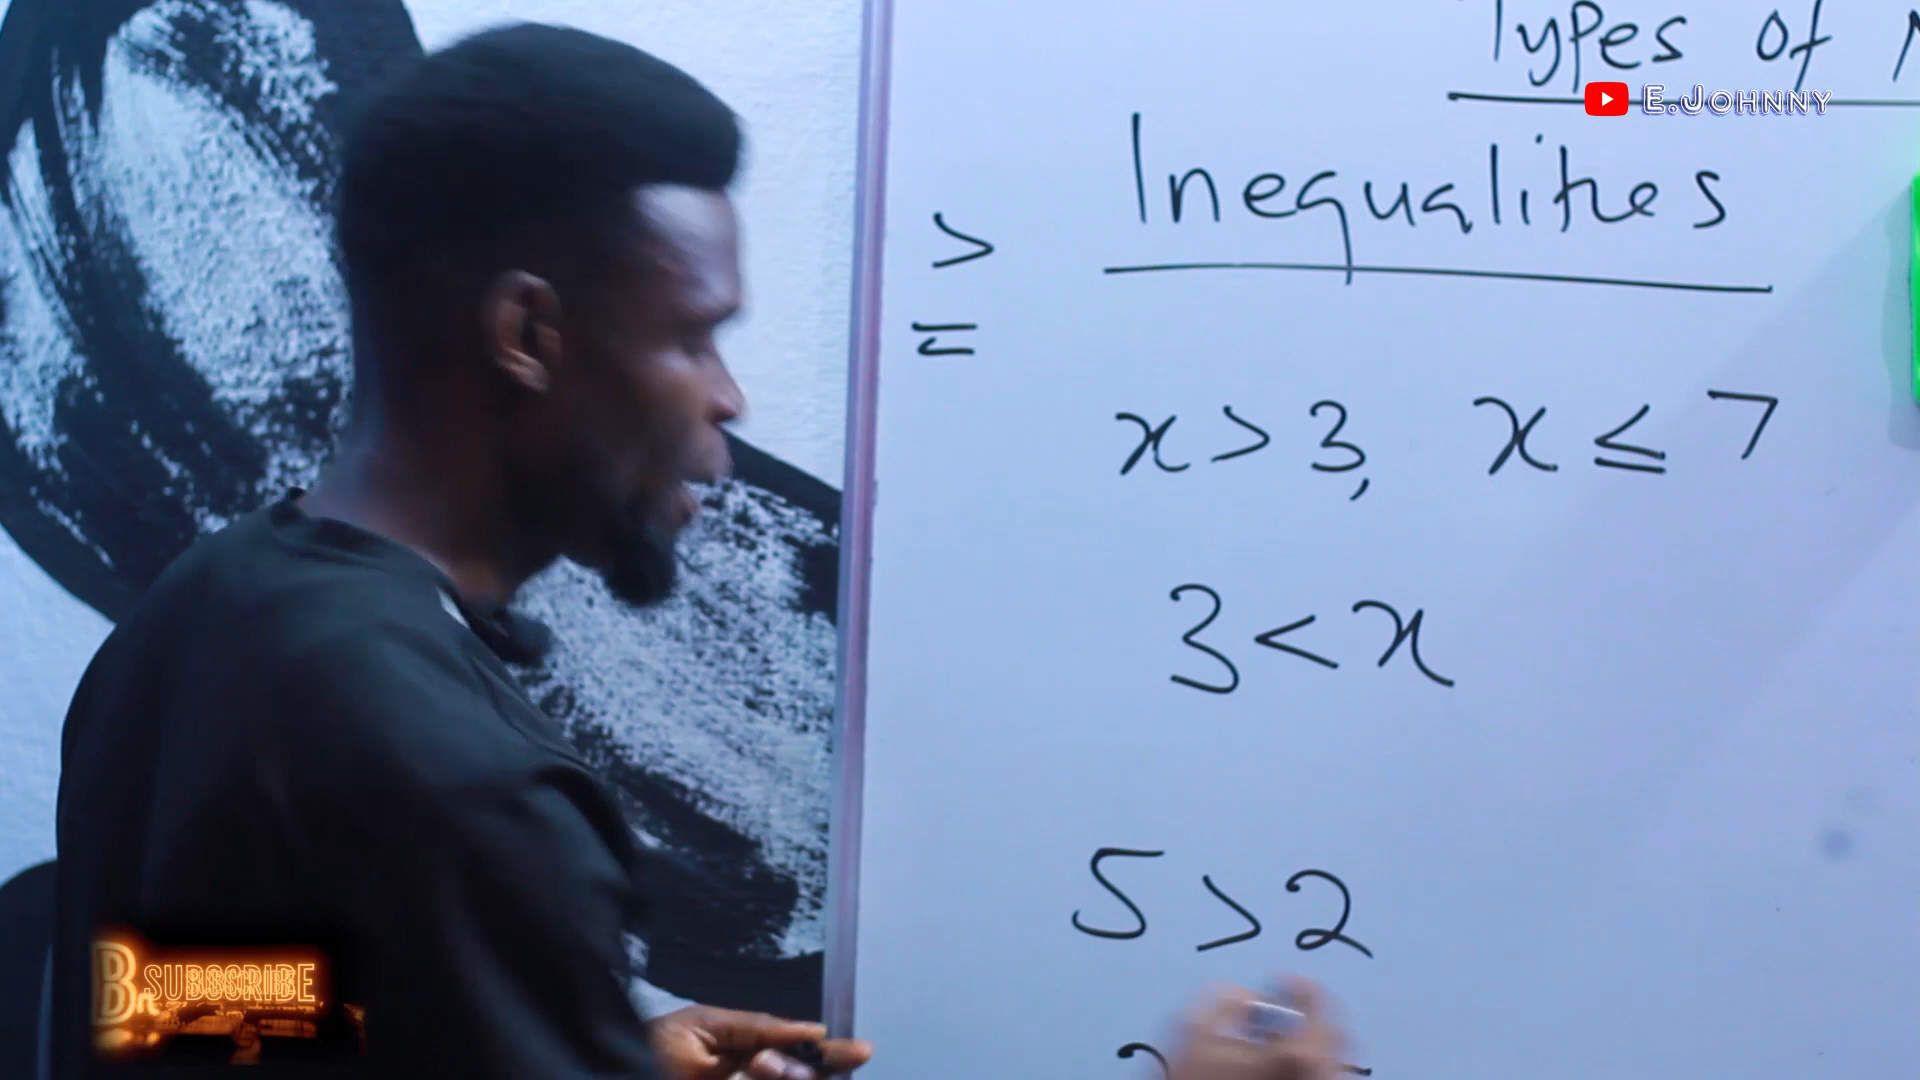 Types of
E.Johnny
Inequalities
>
=
x > 3, x ≤ 7
3 < x
5 > 2
SUBSCRIBE